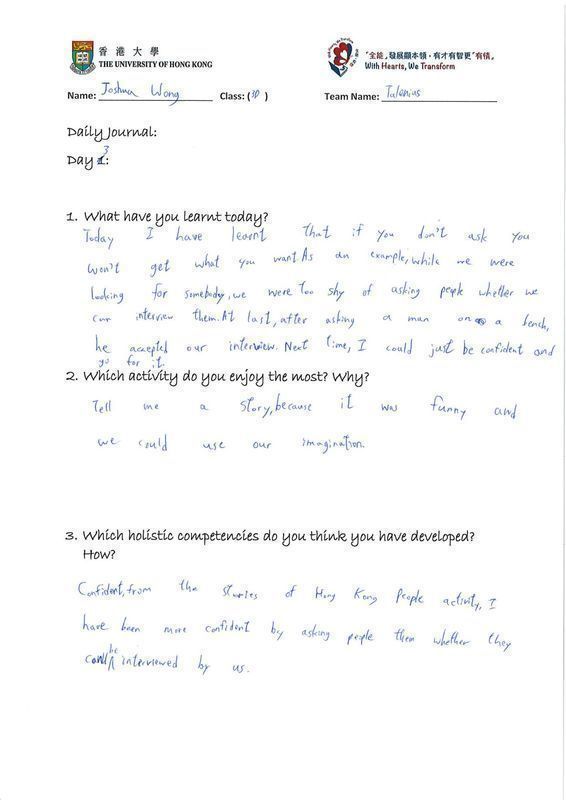 香港大學
THE UNIVERSITY OF HONG KONG
「全能」發展顯本領・有才有智更「有情」
With Hearts, We Transform
Name: Joshua Wong Class: (3D) Team Name: Talenius
Daily Journal:
Day 3:
1. What have you learnt today?
Today I have learnt that if you don't ask you
won't get what you want. As an example, while we were
looking for somebody, we were too shy of asking people whether we
can interview them. At last, after asking a man on a bench,
he accepted our interview. Next time, I could just be confident and
go for it.
2. Which activity do you enjoy the most? Why?
Tell me a story, because it was funny and
we could use our imagination.
3. Which holistic competencies do you think you have developed?
How?
Confident, from the stories of Hong Kong People activity, I
have been more confident by asking people them whether they
can be interviewed by us.